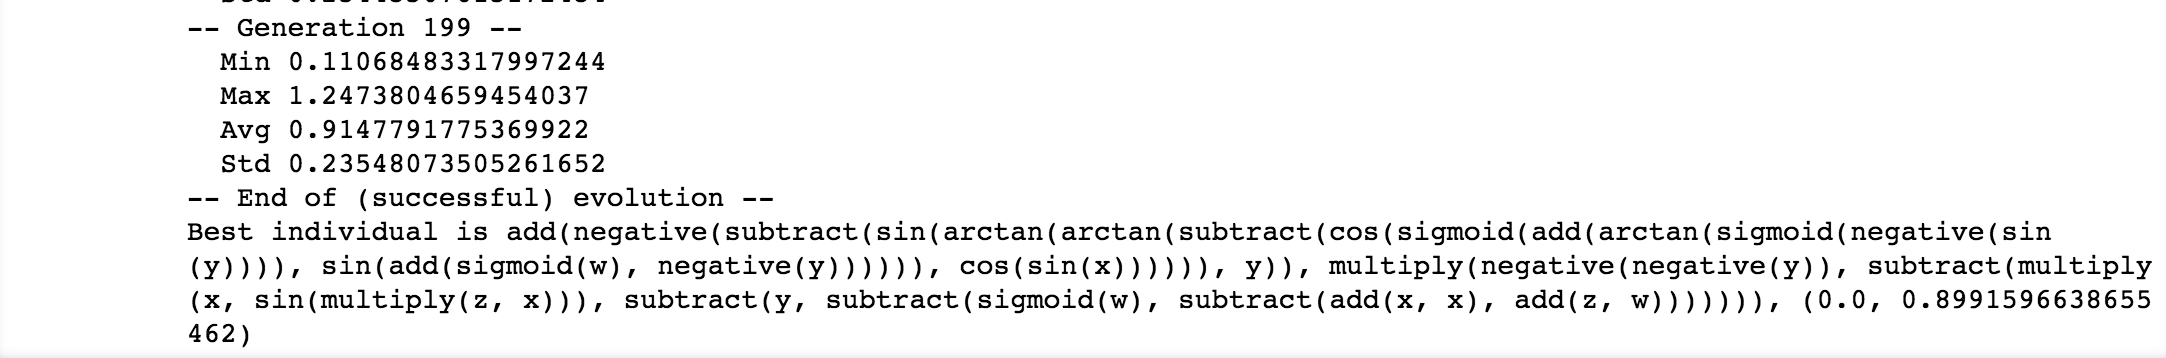 -- Generation 199 --
Min 0.11068483317997244
Max 1.2473804659454037
Avg 0.9147791775369922
Std 0.23548073505261652
-- End of (successful) evolution --
Best individual is add(negative(subtract(sin(arctan(arctan(subtract(cos(sigmoid(add(arctan(sigmoid(negative(sin
(y)))), sin(add(sigmoid(w), negative(y)))))), cos(sin(x)))))), y)), multiply(negative(negative(y)), subtract(multiply
(x, sin(multiply(z, x))), subtract(y, subtract(sigmoid(w), subtract(add(x, x), add(z, w))))))), (0.0, 0.8991596638655
462)